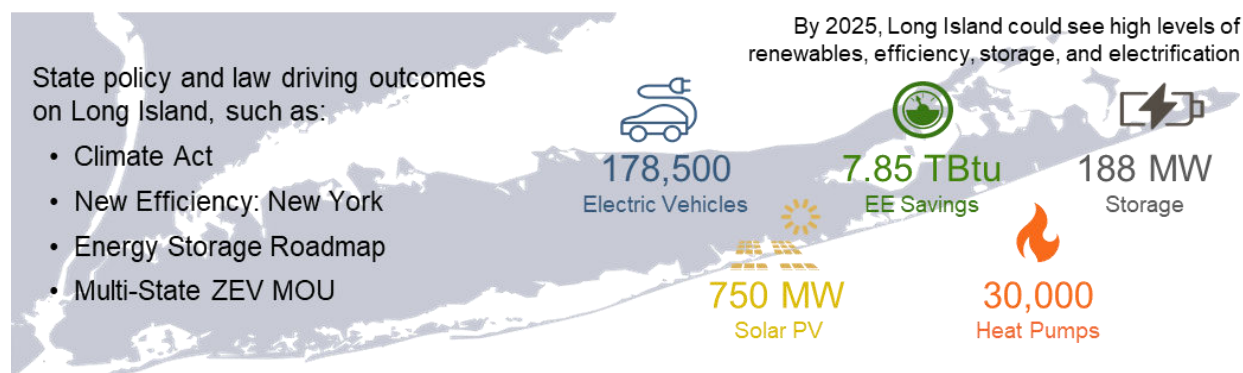 By 2025, Long Island could see high levels of
renewables, efficiency, storage, and electrification
State policy and law driving outcomes
on Long Island, such as:
• Climate Act
• New Efficiency: New York
• Energy Storage Roadmap
• Multi-State ZEV MOU
178,500
Electric Vehicles
7.85 TBtu
EE Savings
188 MW
Storage
750 MW
Solar PV
30,000
Heat Pumps